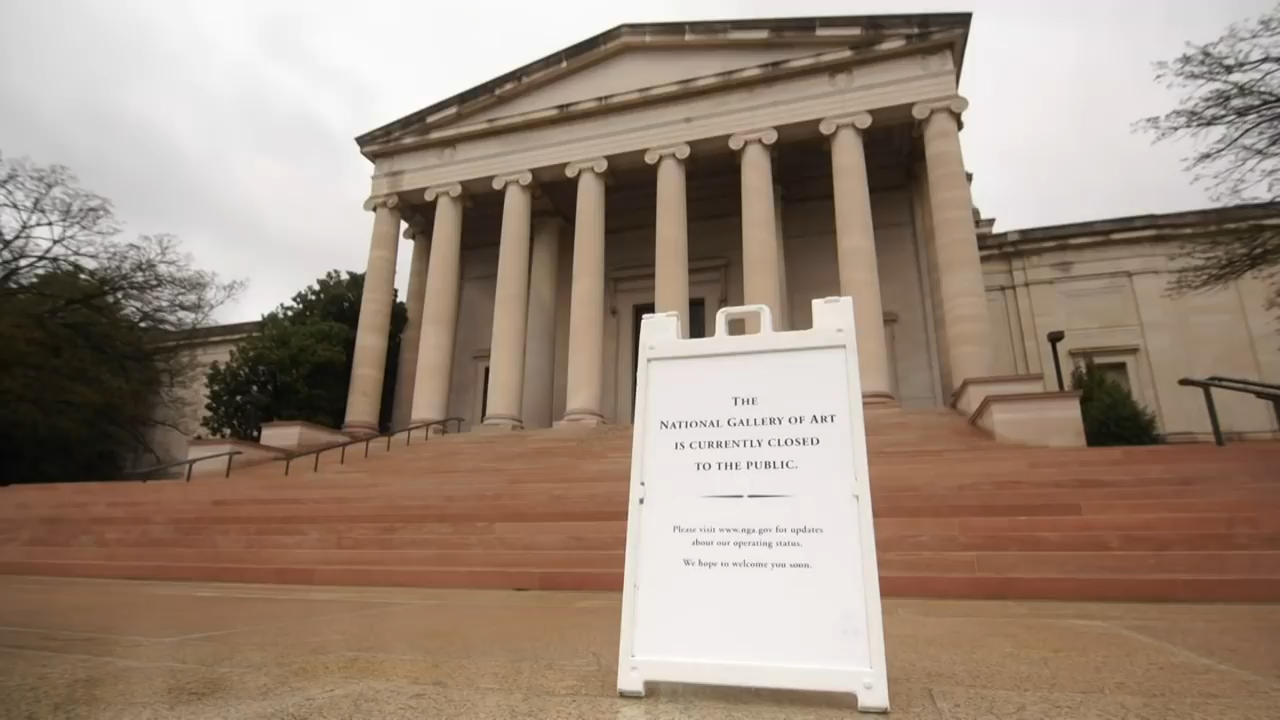 THE
NATIONAL GALLERY OF ART
IS CURRENTLY CLOSED
TO THE PUBLIC.
Please visit www.nga.gov for updates
about our operating status.
We hope to welcome you soon.